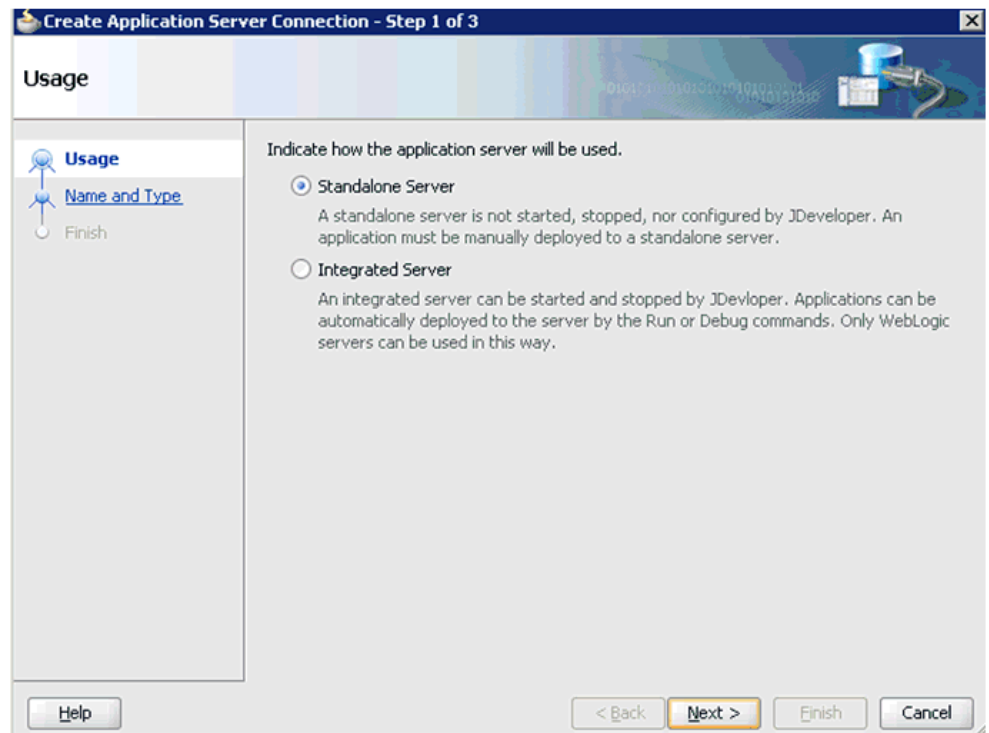 Create Application Server Connection - Step 1 of 3
Usage
Usage
Name and Type
Finish
Indicate how the application server will be used.
Standalone Server
A standalone server is not started, stopped, nor configured by JDeveloper. An
application must be manually deployed to a standalone server.
Integrated Server
An integrated server can be started and stopped by JDevloper. Applications can be
automatically deployed to the server by the Run or Debug commands. Only WebLogic
servers can be used in this way.
Help
< Back
Next >
Finish
Cancel